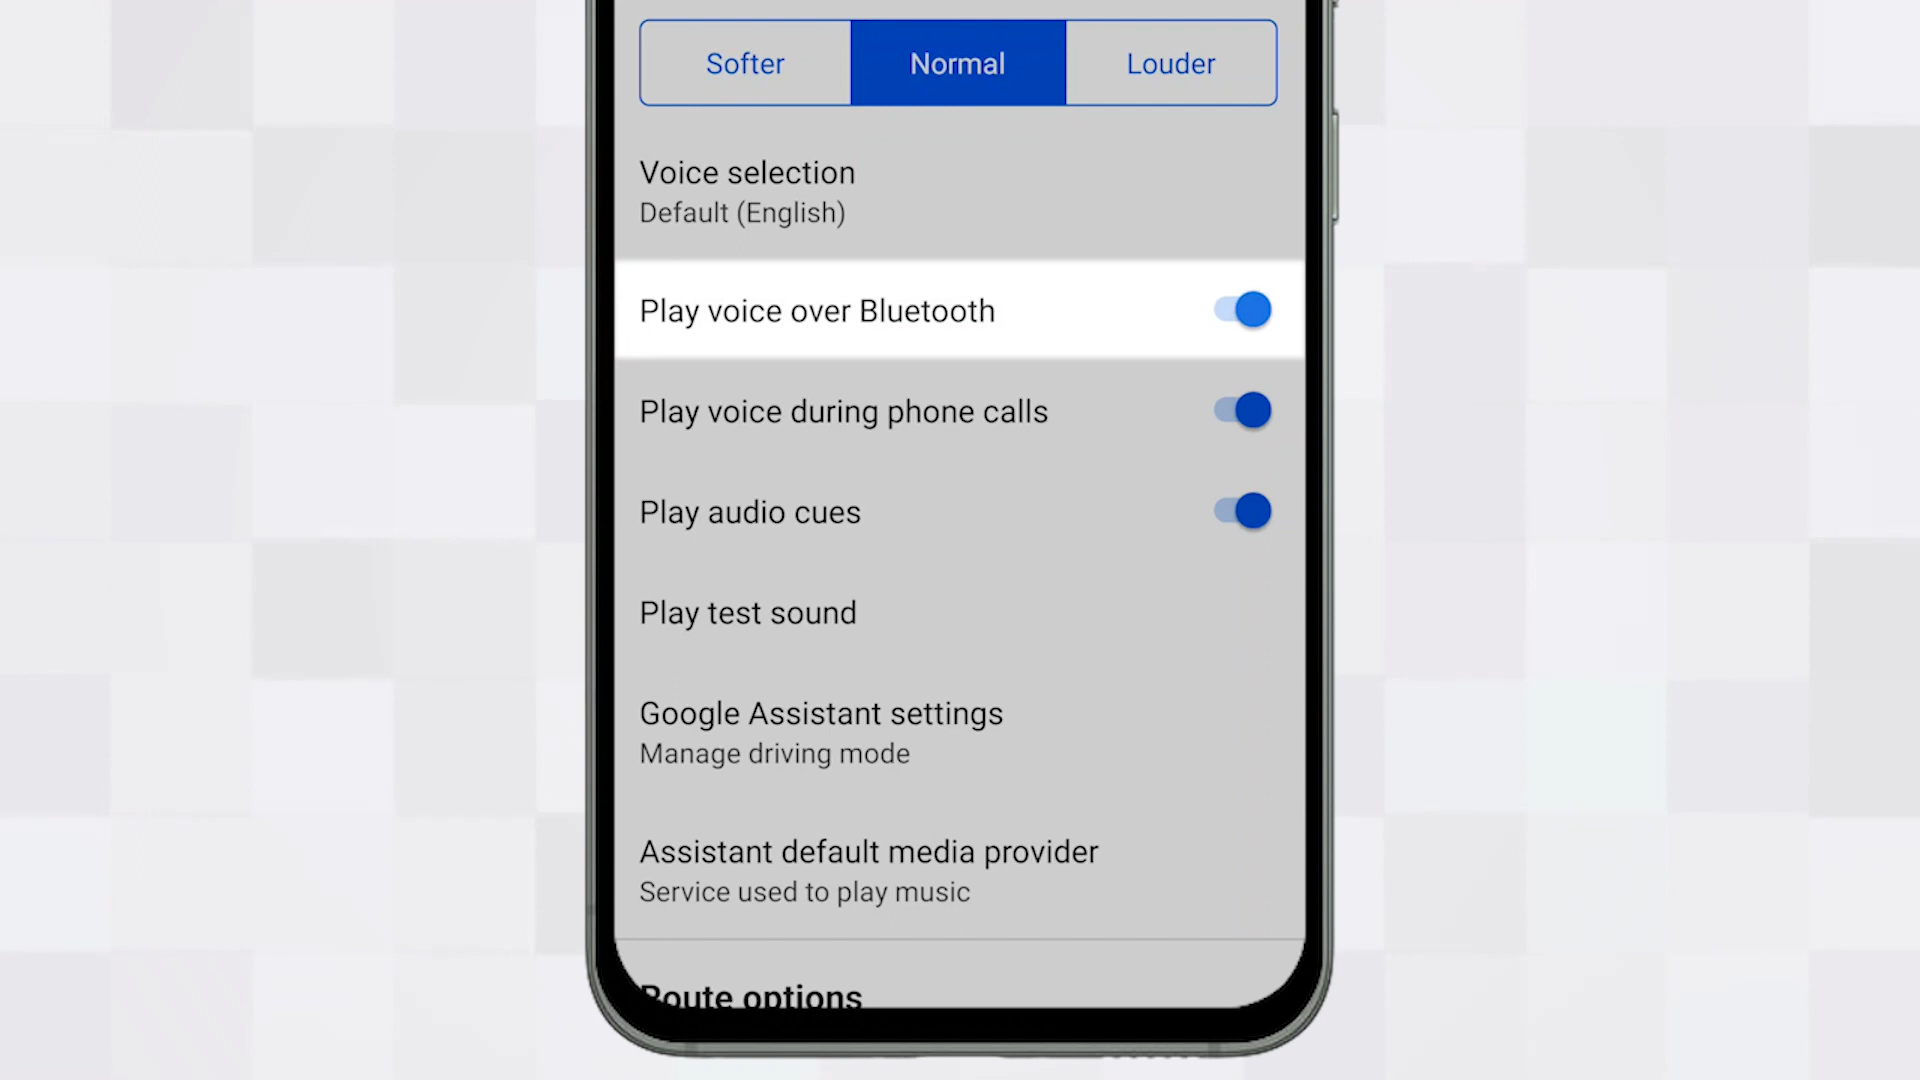 Softer Normal Louder
Voice selection
Default (English)
Play voice over Bluetooth
Play voice during phone calls
Play audio cues
Play test sound
Google Assistant settings
Manage driving mode
Assistant default media provider
Service used to play music
Route options